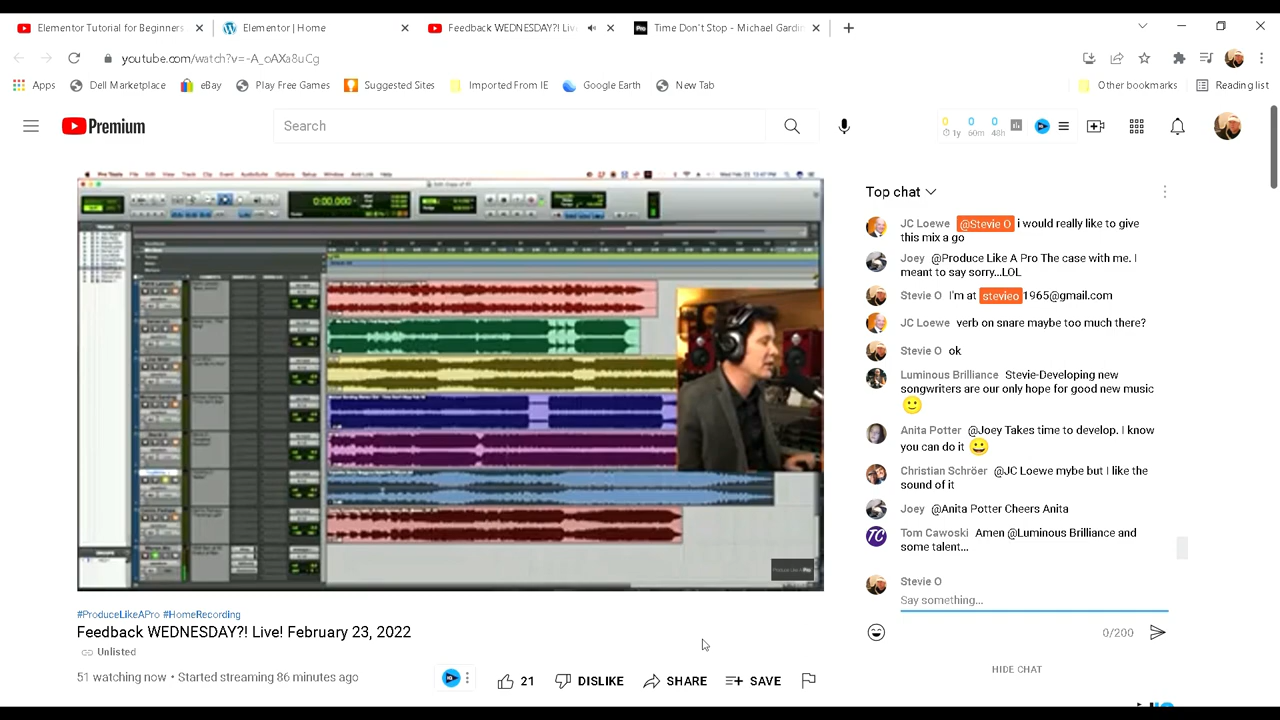 Elementor Tutorial for Beginners
Elementor | Home
Feedback WEDNESDAY?! Liv
Time Don't Stop - Michael Gardin
youtube.com/watch?v=-A_oAXa8uCg
Apps
Dell Marketplace
eBay
Play Free Games
Suggested Sites
Imported From IE
Google Earth
New Tab
Other bookmarks
Reading list
Premium
Search
0 0 0
1y 60m 48h
Top chat
JC Loewe @Stevie O i would really like to give
this mix a go
Joey @Produce Like A Pro The case with me. I
meant to say sorry...LOL
Stevie O I'm at stevieo1965@gmail.com
JC Loewe verb on snare maybe too much there?
Stevie O ok
Luminous Brilliance Stevie-Developing new
songwriters are our only hope for good new music
Anita Potter @Joey Takes time to develop. I know
you can do it
Christian Schröer @JC Loewe mybe but I like the
sound of it
Joey @Anita Potter Cheers Anita
Tom Cawoski Amen @Luminous Brilliance and
some talent...
Stevie O
Say something...
0/200
HIDE CHAT
#ProduceLikeAPro #HomeRecording
Feedback WEDNESDAY?! Live! February 23, 2022
Unlisted
51 watching now • Started streaming 86 minutes ago
21
DISLIKE
SHARE
SAVE